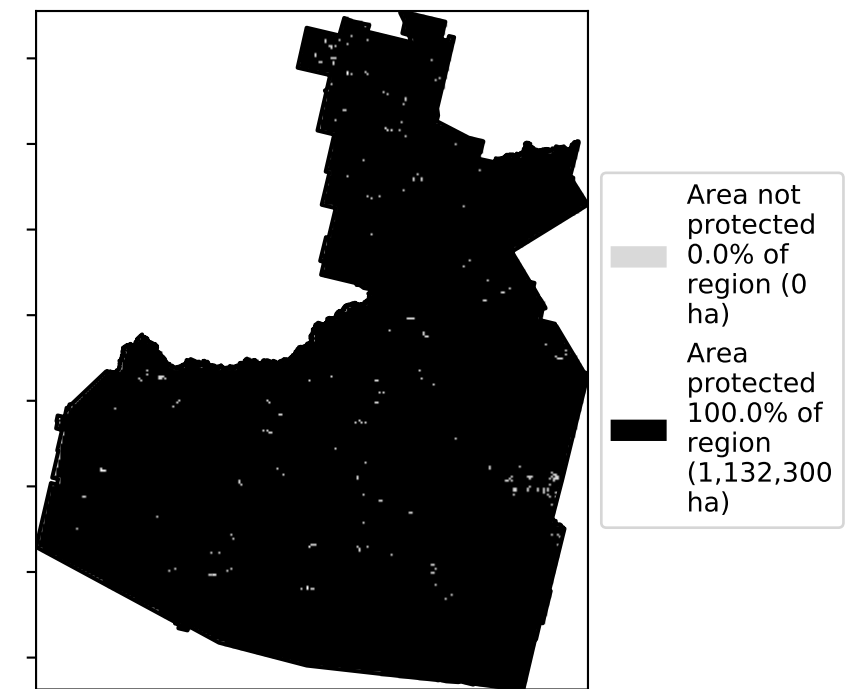 Area not
protected
0.0% of
region (0
ha)
Area
protected
100.0% of
region
(1,132,300
ha)